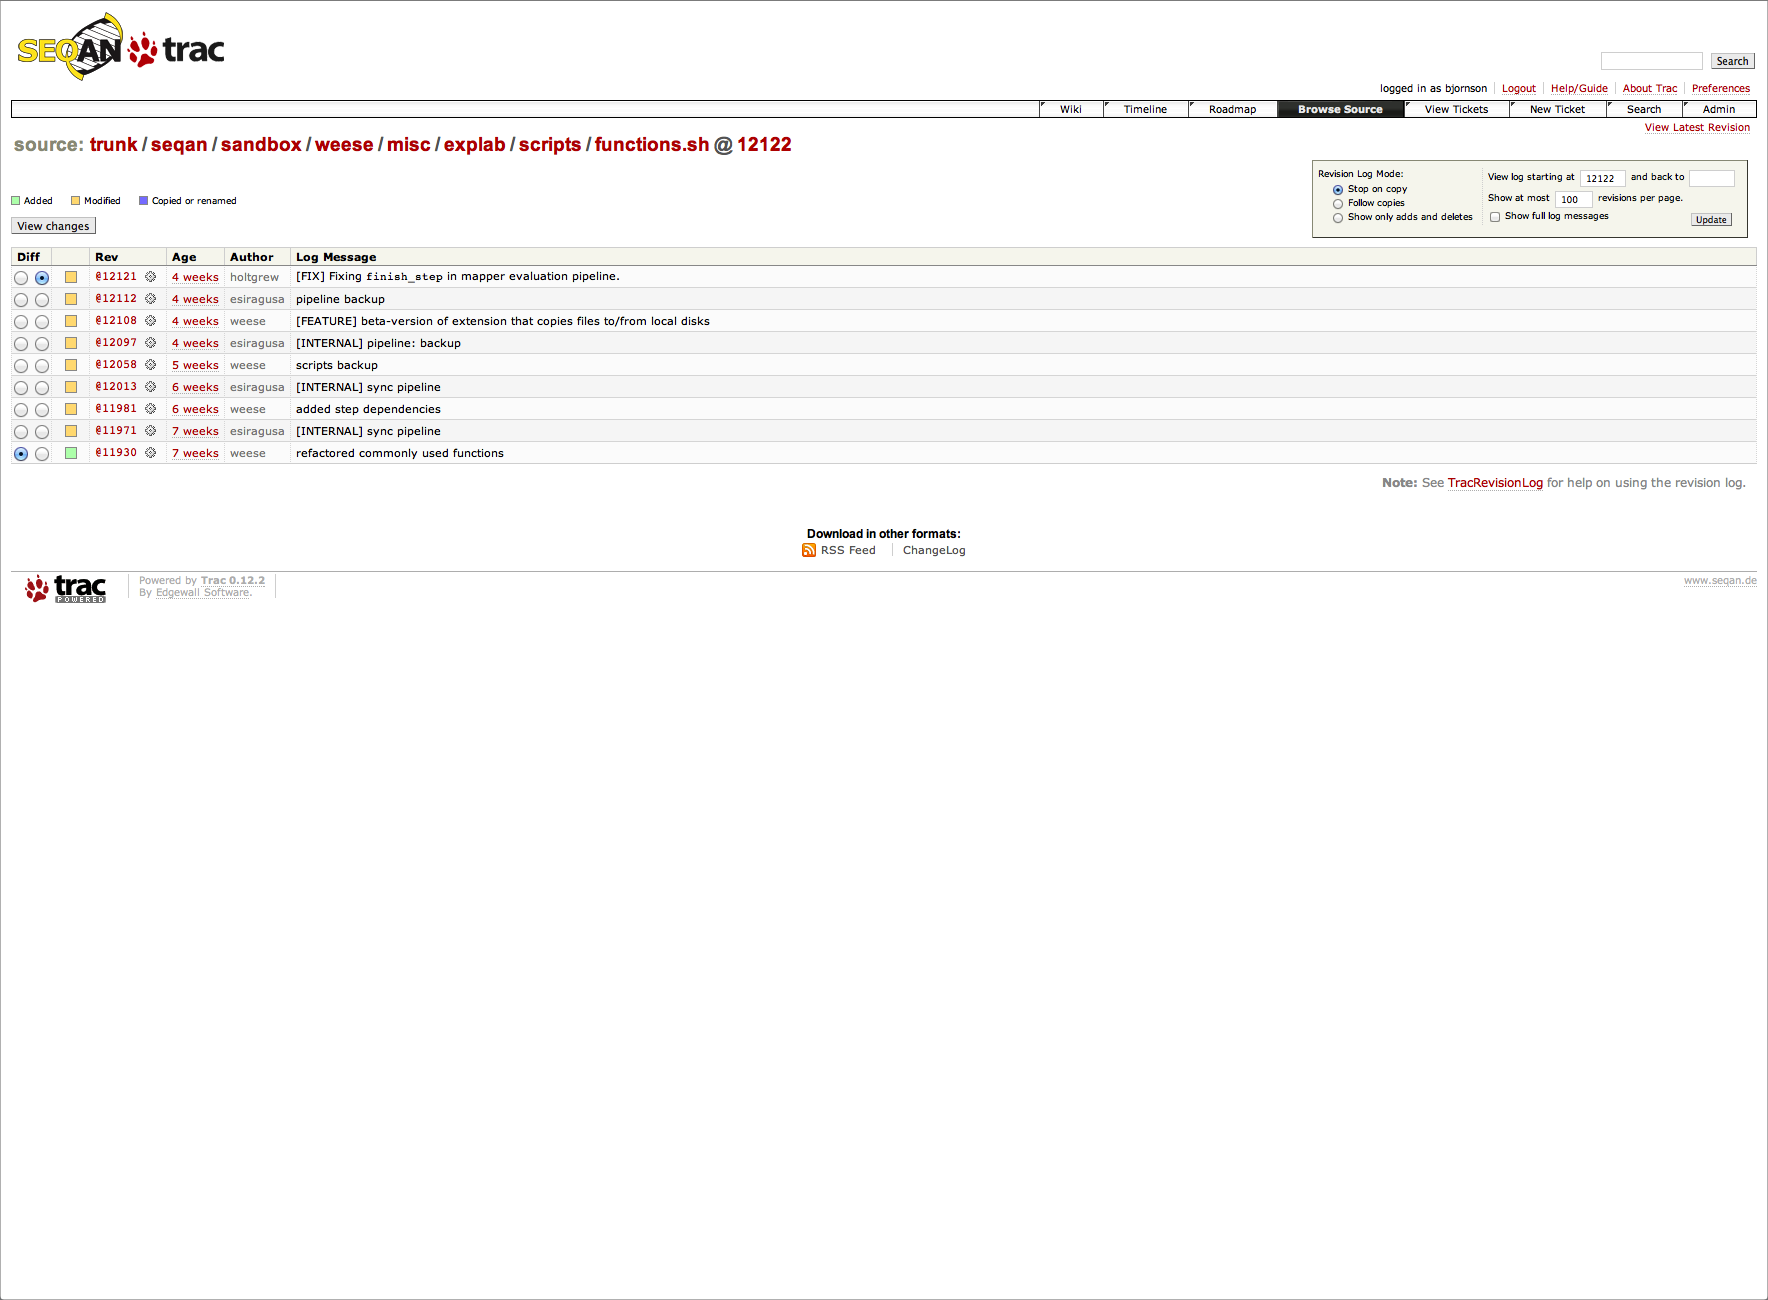 SEQAN trac
Search
logged in as bjornson Logout Help/Guide About Trac Preferences
Wiki Timeline Roadmap Browse Source View Tickets New Ticket Search Admin
View Latest Revision
source: trunk / seqan / sandbox / weese / misc / explab / scripts / functions.sh @ 12122
Revision Log Mode:
Stop on copy
Follow copies
Show only adds and deletes
View log starting at 12122 and back to
Show at most 100 revisions per page.
Show full log messages
Update
Added Modified Copied or renamed
View changes
Diff Rev Age Author Log Message
@12121 4 weeks holtgrew [FIX] Fixing finish_step in mapper evaluation pipeline.
@12112 4 weeks esiragusa pipeline backup
@12108 4 weeks weese [FEATURE] beta-version of extension that copies files to/from local disks
@12097 4 weeks esiragusa [INTERNAL] pipeline: backup
@12058 5 weeks weese scripts backup
@12013 6 weeks esiragusa [INTERNAL] sync pipeline
@11981 6 weeks weese added step dependencies
@11971 7 weeks esiragusa [INTERNAL] sync pipeline
@11930 7 weeks weese refactored commonly used functions
Note: See TracRevisionLog for help on using the revision log.
Download in other formats:
RSS Feed ChangeLog
trac POWERED
Powered by Trac 0.12.2
By Edgewall Software.
www.seqan.de